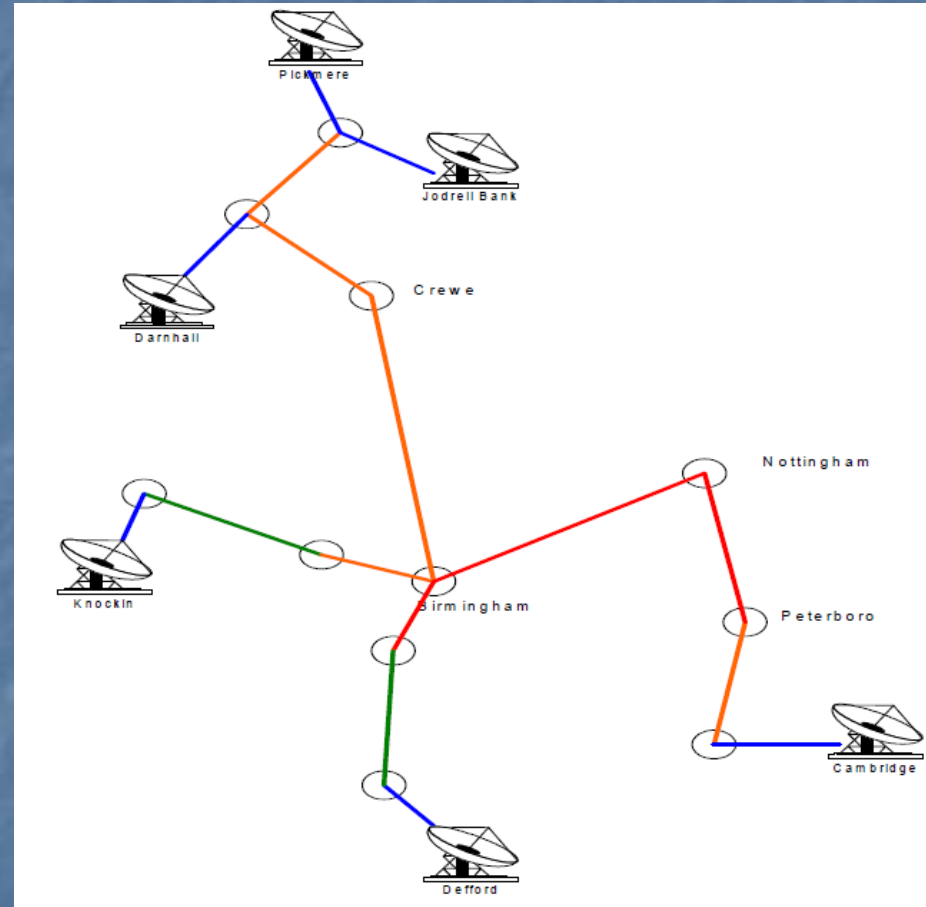 Pickmere
Jodrell Bank
Crewe
Darnhall
Nottingham
Knockin
Birmingham
Peterboro
Cambridge
Defford